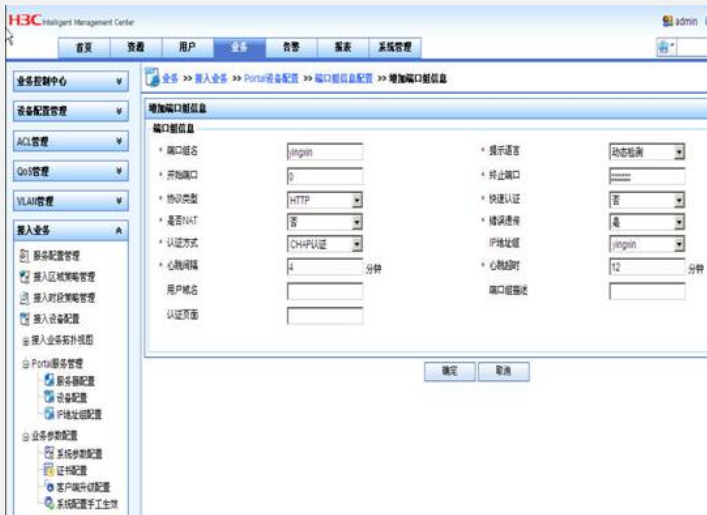 H3C Intelligent Management Center
admin
首页 资源 用户 业务 告警 报表 系统管理
业务控制中心
设备配置管理
ACL管理
QoS管理
VLAN管理
接入业务
服务配置管理
接入区域策略管理
接入时段策略管理
接入设备配置
接入业务拓扑视图
Portal服务管理
服务器配置
设备配置
IP地址组配置
业务参数配置
系统参数配置
证书配置
客户端升级配置
系统配置手工生效
业务 >> 接入业务 >> Portal设备配置 >> 端口组信息配置 >> 增加端口组信息
增加端口组信息
端口组信息
* 端口组名 yingxin * 提示语言 动态检测
* 开始端口 0 * 终止端口
* 协议类型 HTTP * 快速认证 否
* 是否NAT 否 * 错误透传 是
* 认证方式 CHAP认证 IP地址组 yingxin
* 心跳间隔 4 分钟 * 心跳超时 12 分钟
用户域名 端口组描述
认证页面
确定 取消